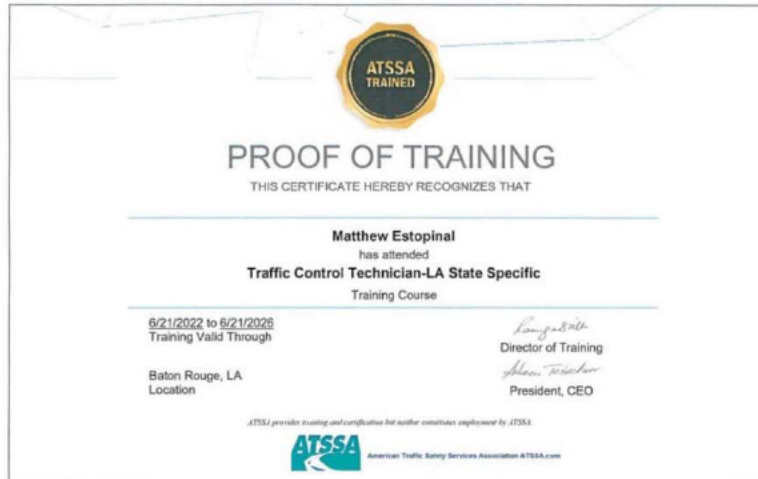 ATSSA
TRAINED
PROOF OF TRAINING
THIS CERTIFICATE HEREBY RECOGNIZES THAT
Matthew Estopinal
has attended
Traffic Control Technician-LA State Specific
Training Course
6/21/2022 to 6/21/2026
Training Valid Through
Director of Training
Baton Rouge, LA
Location
President, CEO
ATSSA provides training and certification but neither constitutes employment by ATSSA.
ATSSA
American Traffic Safety Services Association ATSSA.com